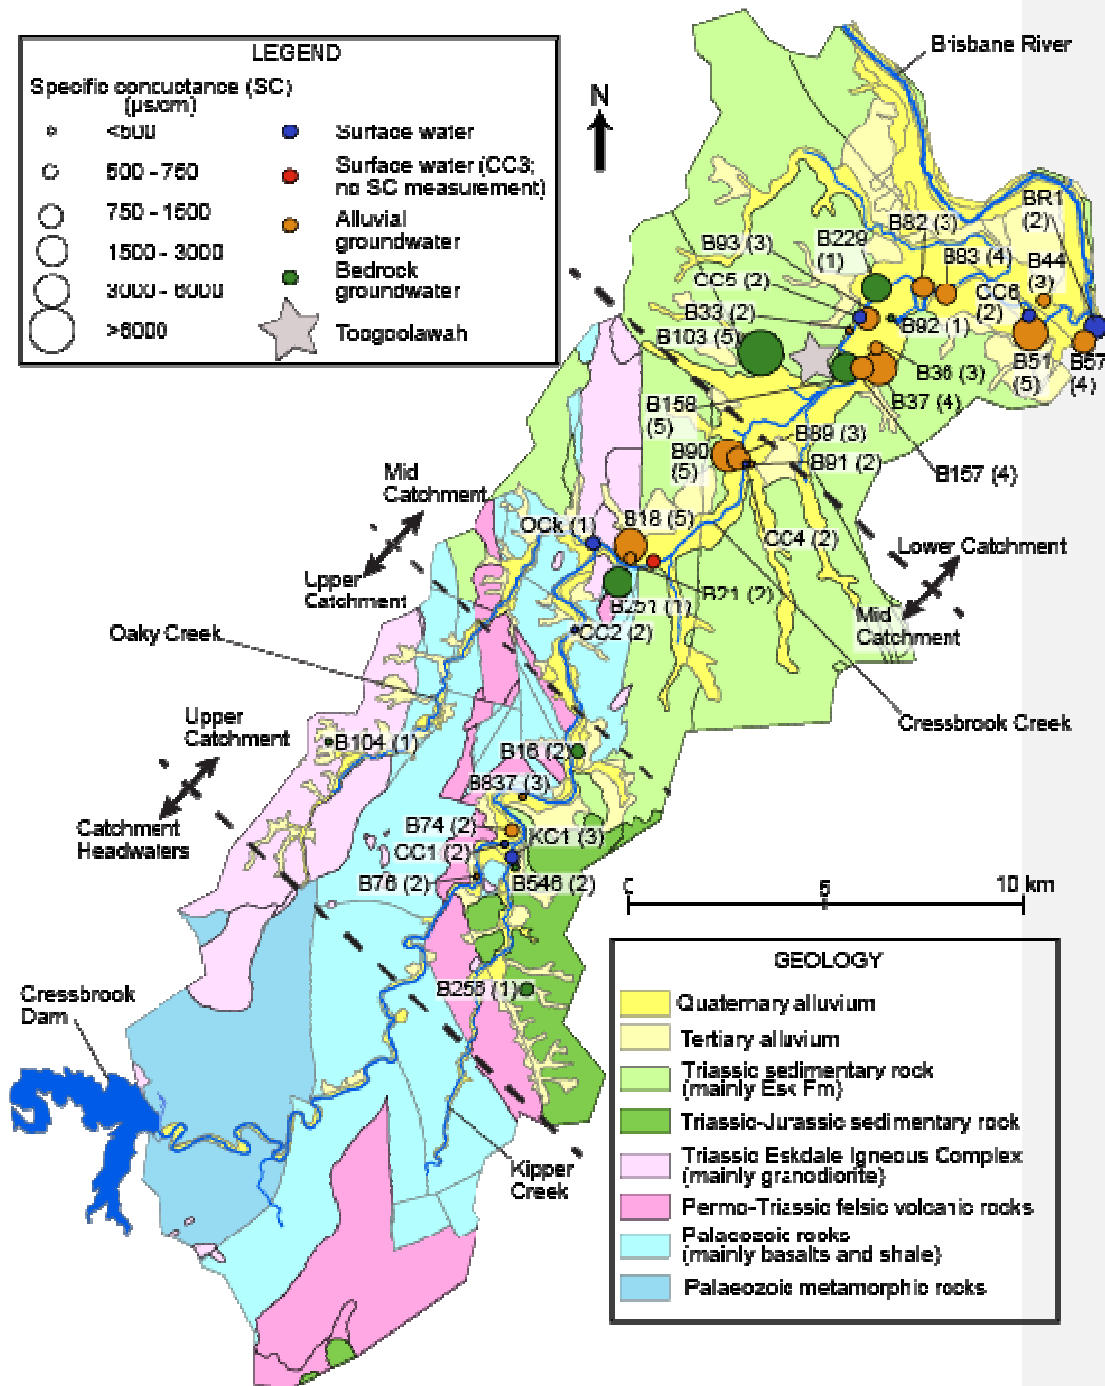 LEGEND
Specific concuctance (SC)
(µs/cm)
<500
500 - 750
750 - 1500
1500 - 3000
3000 - 6000
>6000
Surface water
Surface water (CC3;
no SC measurement)
Alluvial
groundwater
Bedrock
groundwater
Toogoolawah
N
Brisbane River
BR1
(2)
B82 (3)
B93 (3)
B229
(1)
B83 (4)
B44
(3)
CC5 (2)
CC6
(2)
B33 (2)
B92 (1)
B103 (5)
B36 (3)
B51
(5)
B57
(4)
B37 (4)
B158
(5)
B89 (3)
B90
(5)
B91 (2)
B157 (4)
Mid
Catchment
OCk (1)
B18 (5)
CC4 (2)
Lower Catchment
Upper
Catchment
B21 (2)
B251 (1)
Mid
Catchment
Oaky Creek
CC2 (2)
Upper
Catchment
B104 (1)
Cressbrook Creek
B16 (2)
B837 (3)
Catchment
Headwaters
B74 (2)
KC1 (3)
CC1 (2)
B76 (2)
B546 (2)
0
5
10 km
B256 (1)
Cressbrook
Dam
Kipper
Creek
GEOLOGY
Quaternary alluvium
Tertiary alluvium
Triassic sedimentary rock
(mainly Esk Fm)
Triassic-Jurassic sedimentary rock
Triassic Eskdale Igneous Complex
(mainly granodiorite)
Permo-Triassic felsic volcanic rocks
Palaeozoic rocks
(mainly basalts and shale)
Palaeozoic metamorphic rocks